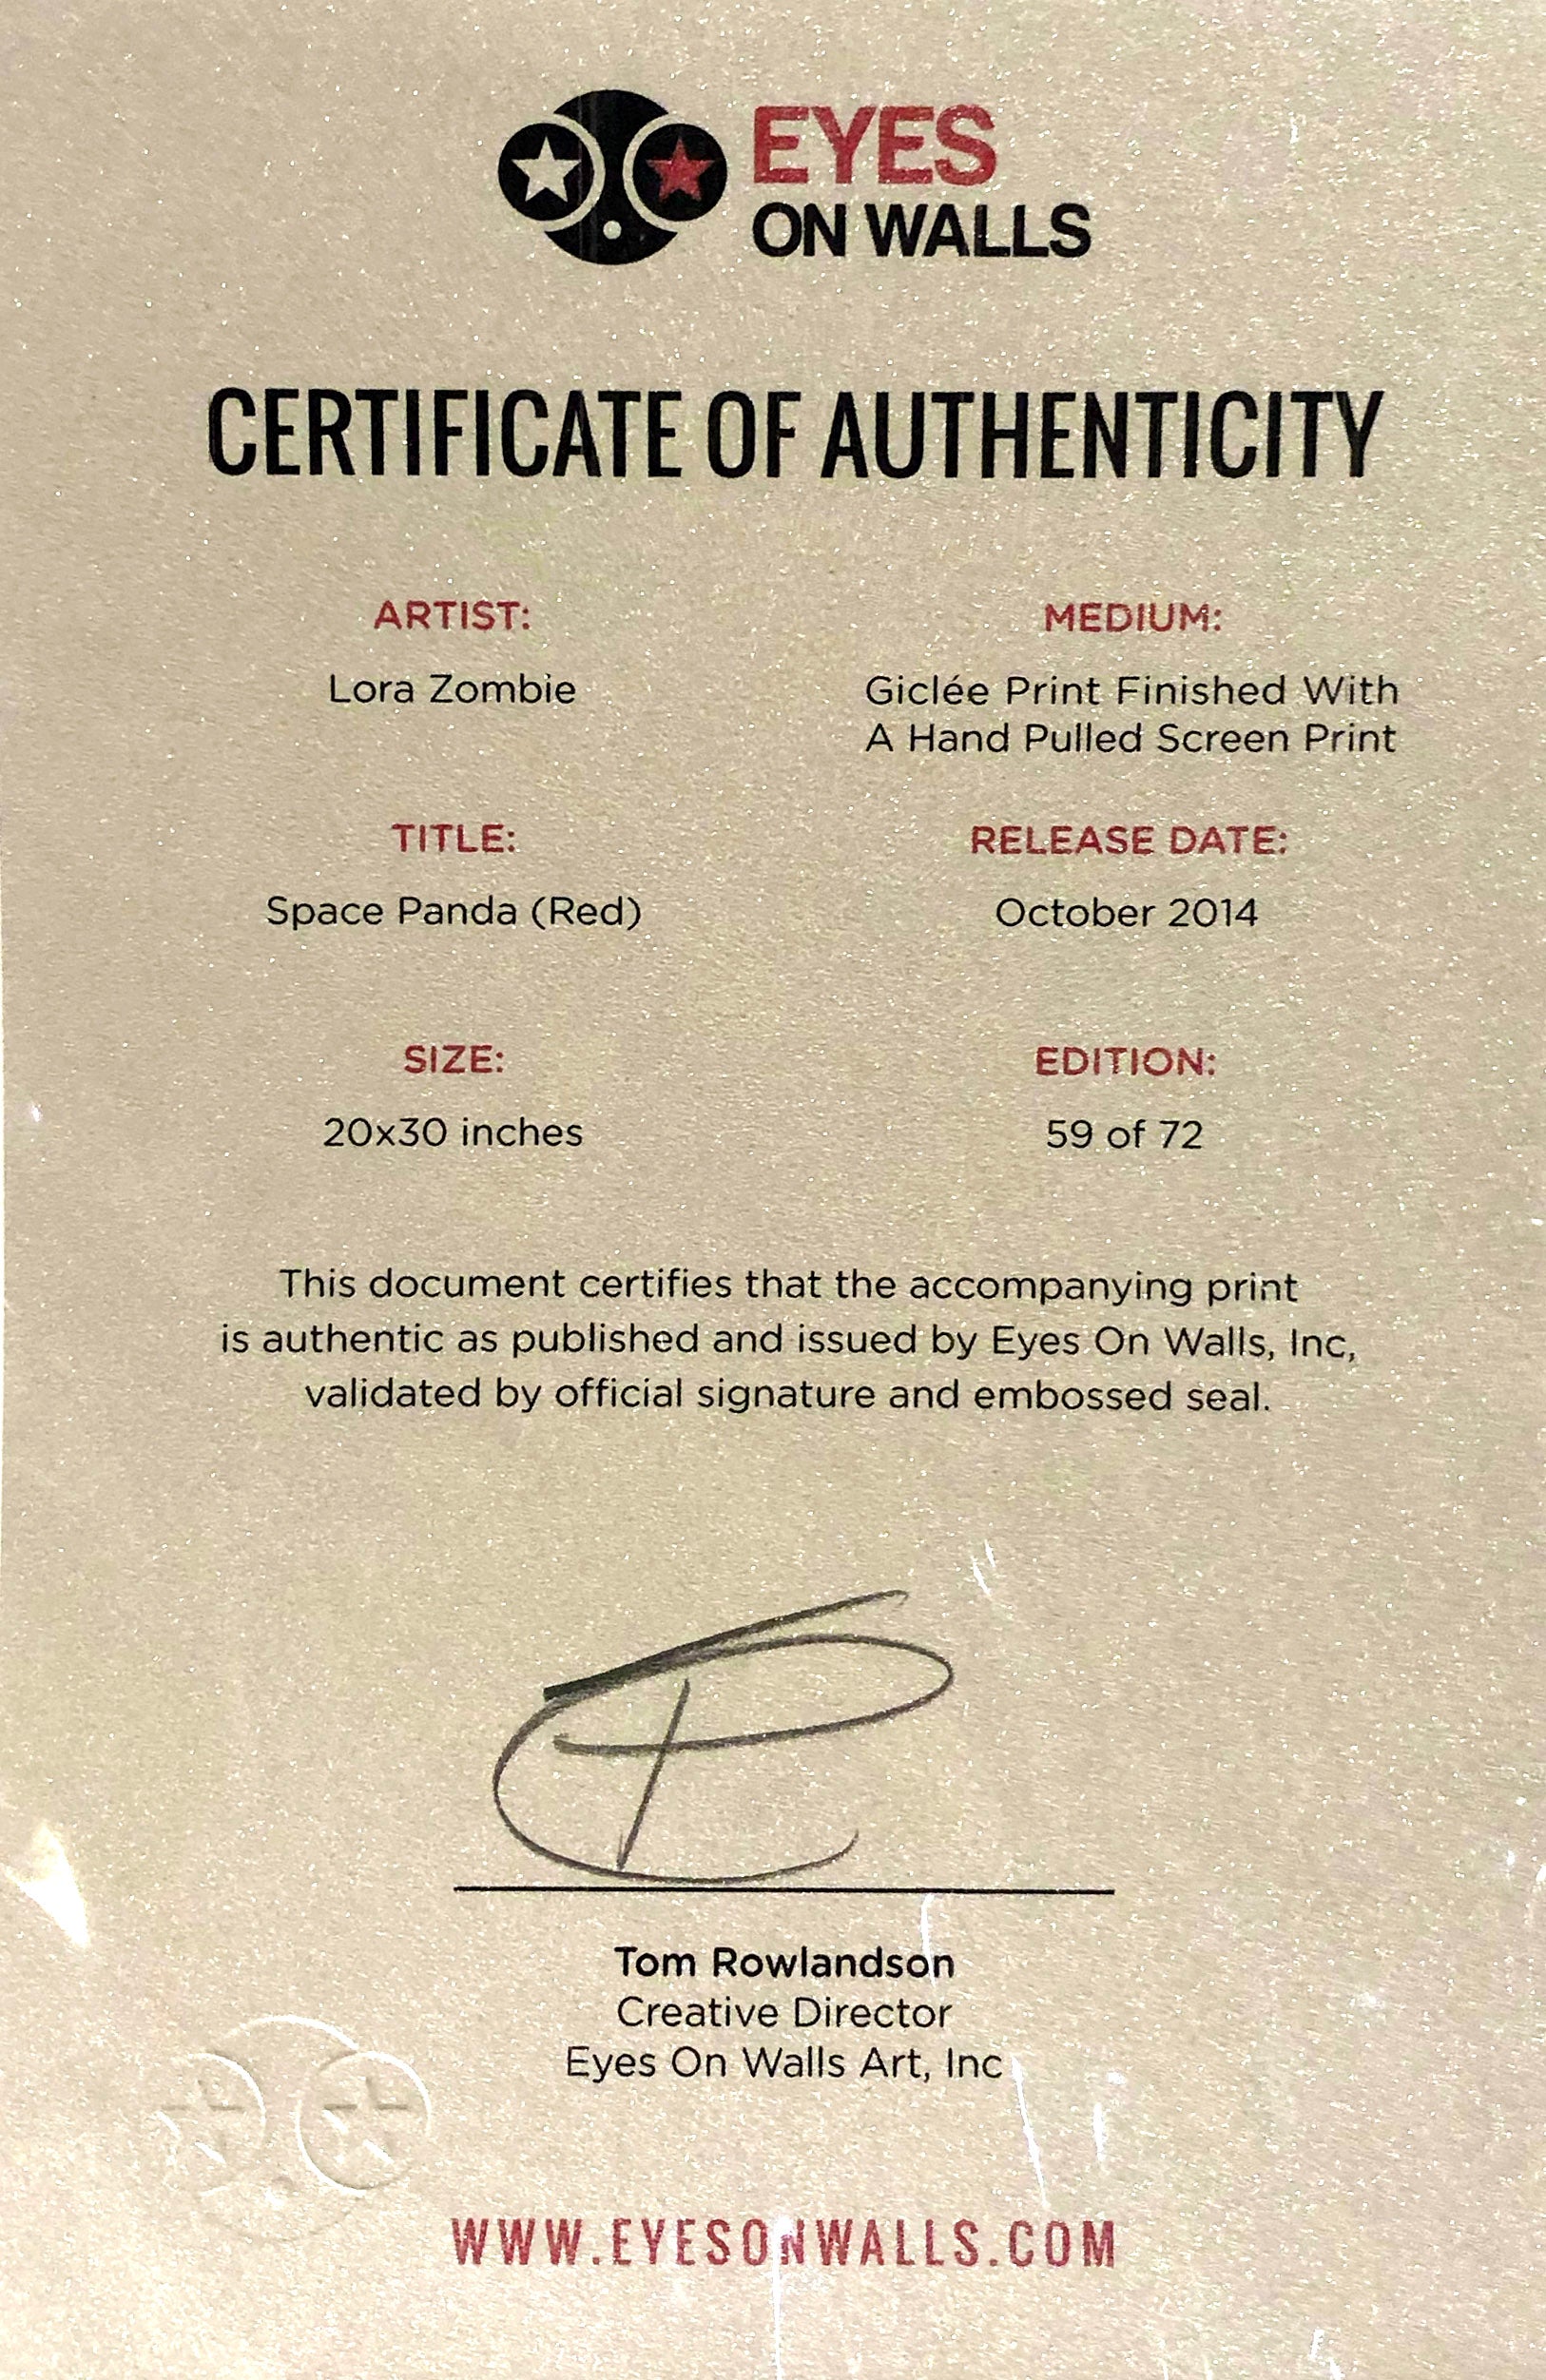 EYES
ON WALLS
CERTIFICATE OF AUTHENTICITY
ARTIST:
Lora Zombie
MEDIUM:
Giclée Print Finished With
A Hand Pulled Screen Print
TITLE:
Space Panda (Red)
RELEASE DATE:
October 2014
SIZE:
20x30 inches
EDITION:
59 of 72
This document certifies that the accompanying print
is authentic as published and issued by Eyes On Walls, Inc,
validated by official signature and embossed seal.
Tom Rowlandson
Creative Director
Eyes On Walls Art, Inc
WWW.EYESONWALLS.COM